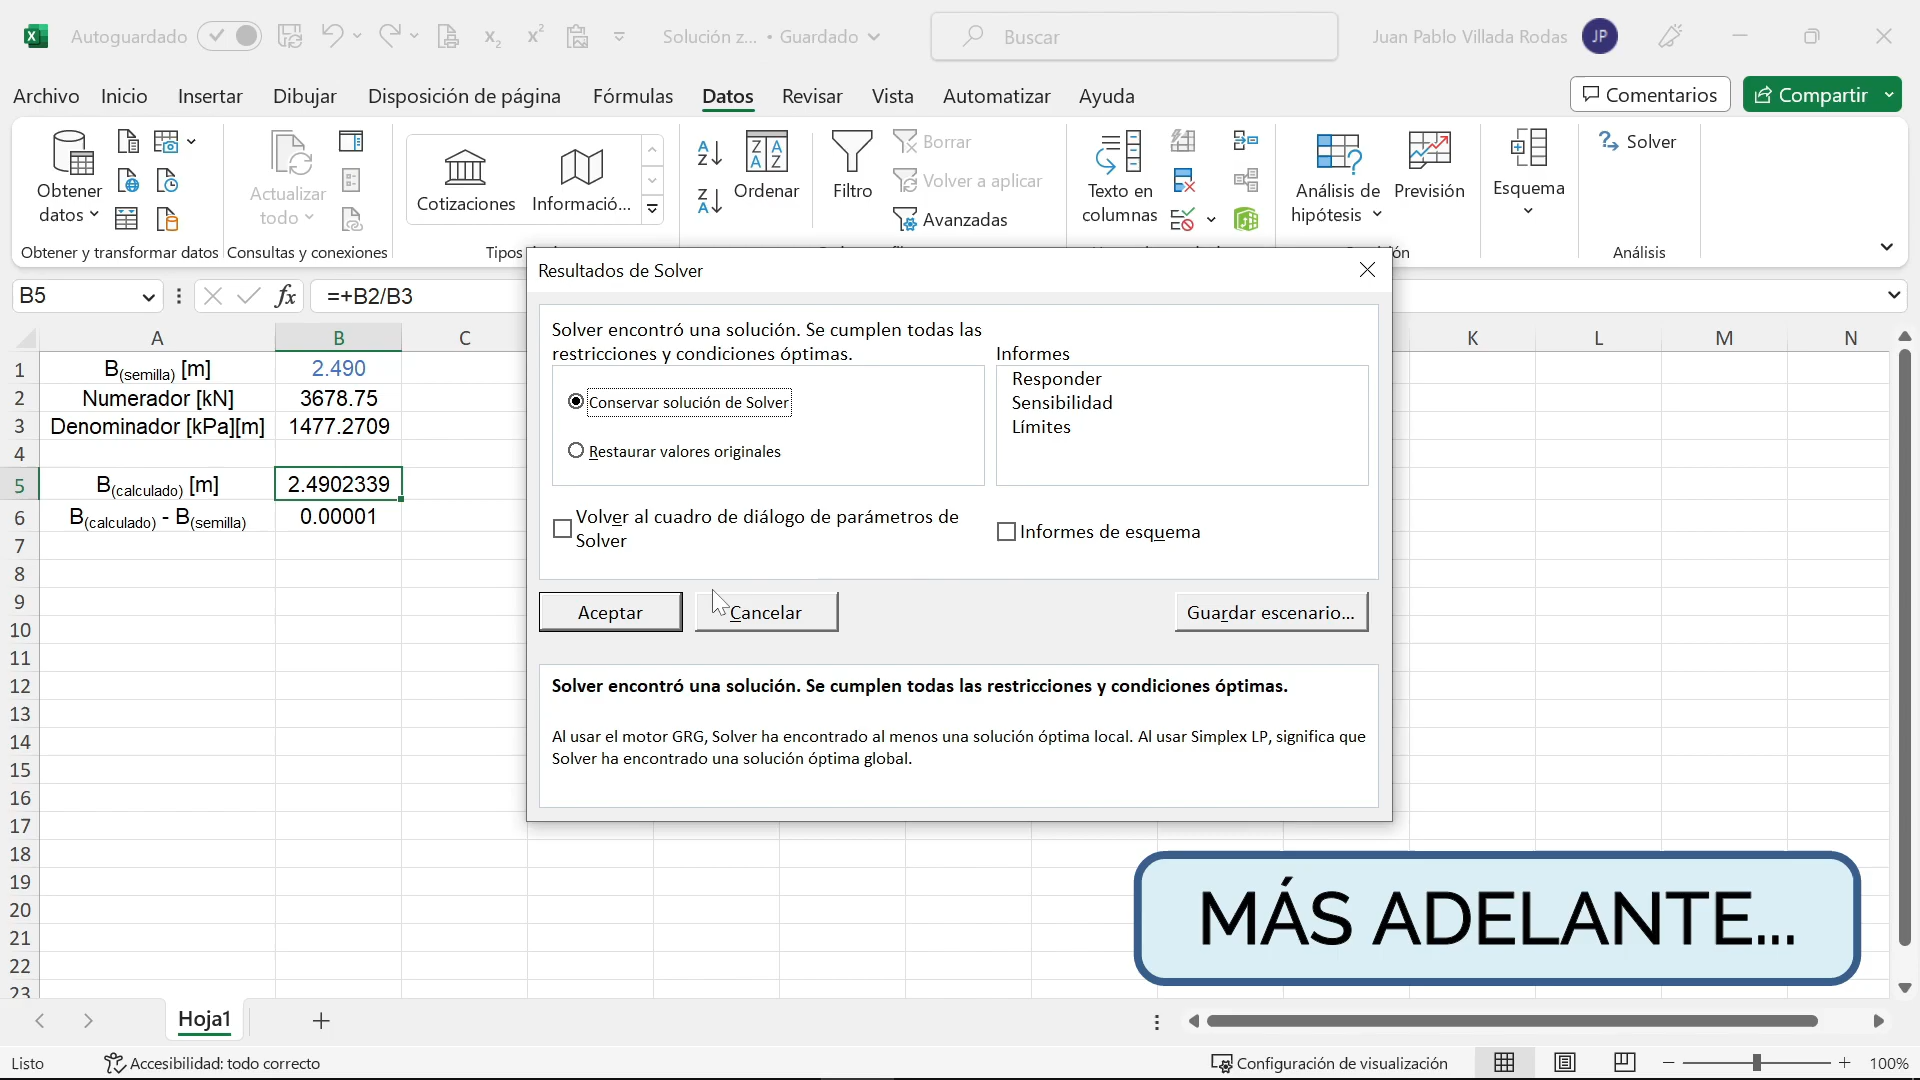 Autoguardado
Solución z... • Guardado
Buscar
Juan Pablo Villada Rodas
JP
Archivo Inicio Insertar Dibujar Disposición de página Fórmulas Datos Revisar Vista Automatizar Ayuda
Comentarios
Compartir
Obtener
datos
Obtener y transformar datos
Actualizar
todo
Consultas y conexiones
Cotizaciones
Informació...
Tipos
Ordenar
Filtro
Borrar
Volver a aplicar
Avanzadas
Texto en
columnas
Análisis de
hipótesis
Previsión
Esquema
Solver
Análisis
B5
fx
=+B2/B3
A B C K L M N
1 B(semilla) [m] 2.490
2 Numerador [kN] 3678.75
3 Denominador [kPa][m] 1477.2709
4
5 B(calculado) [m] 2.4902339
6 B(calculado) - B(semilla) 0.00001
7
8
9
10
11
12
13
14
15
16
17
18
19
20
21
22
23
Resultados de Solver
Solver encontró una solución. Se cumplen todas las
restricciones y condiciones óptimas.
Conservar solución de Solver
Restaurar valores originales
Informes
Responder
Sensibilidad
Límites
Volver al cuadro de diálogo de parámetros de
Solver
Informes de esquema
Aceptar
Cancelar
Guardar escenario...
Solver encontró una solución. Se cumplen todas las restricciones y condiciones óptimas.
Al usar el motor GRG, Solver ha encontrado al menos una solución óptima local. Al usar Simplex LP, significa que
Solver ha encontrado una solución óptima global.
MÁS ADELANTE...
Hoja1
Listo
Accesibilidad: todo correcto
Configuración de visualización
100%